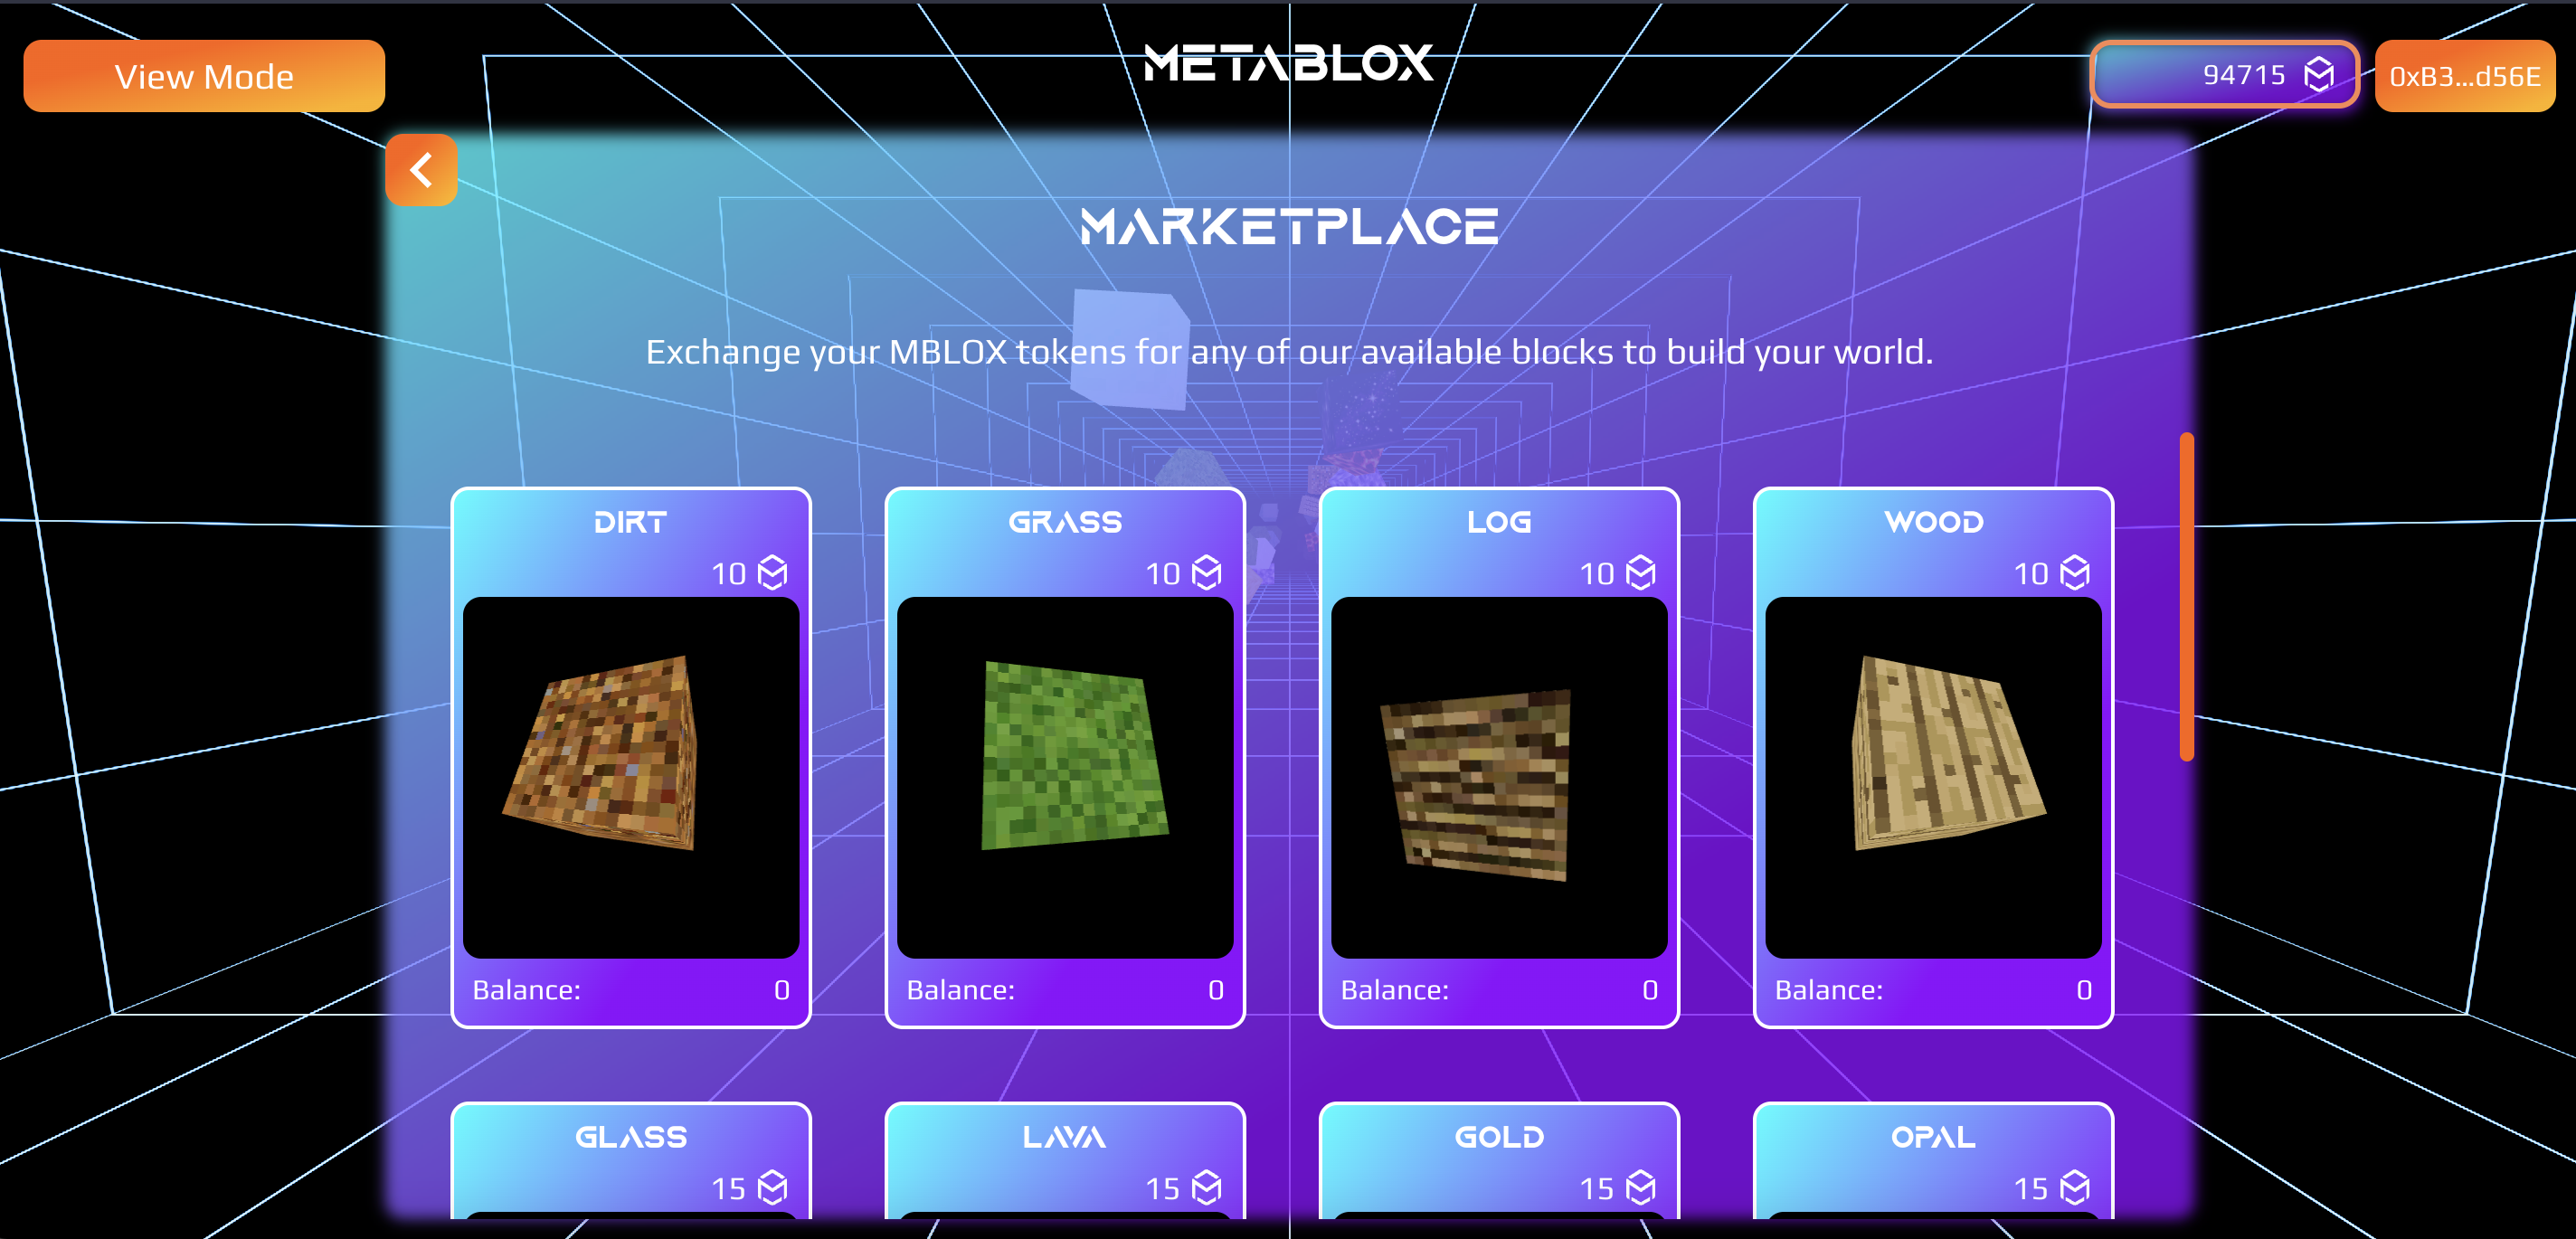 View Mode
METABLOX
94715
0xB3...d56E
MARKETPLACE
Exchange your MBLOX tokens for any of our available blocks to build your world.
DIRT
10
Balance: 0
GRASS
10
Balance: 0
LOG
10
Balance: 0
WOOD
10
Balance: 0
GLASS
15
LAVA
15
GOLD
15
OPAL
15